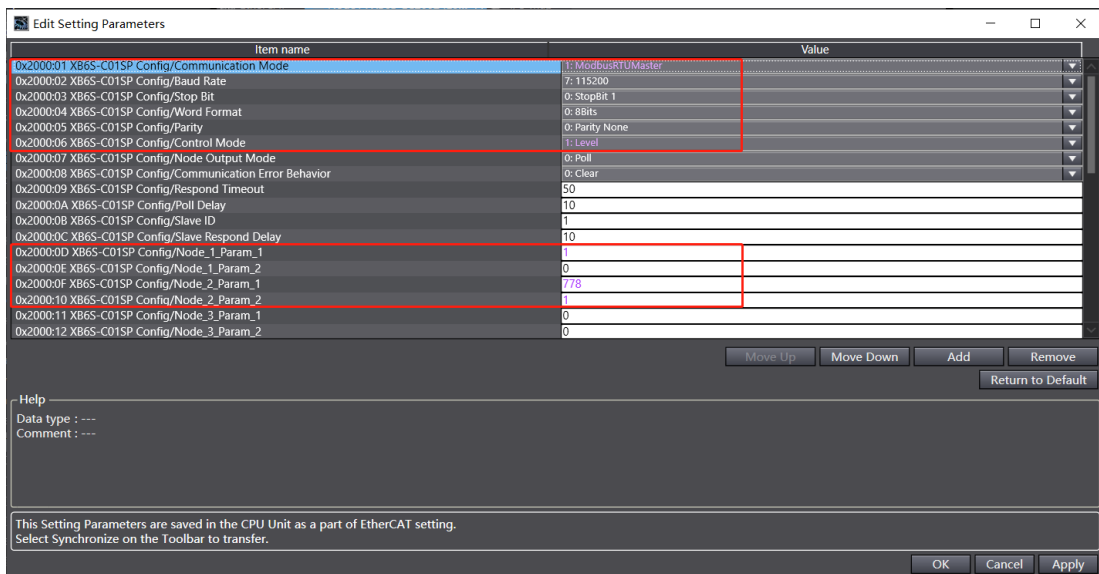 Edit Setting Parameters
Item name Value
0x2000:01 XB6S-C01SP Config/Communication Mode 1: ModbusRTUMaster
0x2000:02 XB6S-C01SP Config/Baud Rate 7: 115200
0x2000:03 XB6S-C01SP Config/Stop Bit 0: StopBit 1
0x2000:04 XB6S-C01SP Config/Word Format 0: 8Bits
0x2000:05 XB6S-C01SP Config/Parity 0: Parity None
0x2000:06 XB6S-C01SP Config/Control Mode 1: Level
0x2000:07 XB6S-C01SP Config/Node Output Mode 0: Poll
0x2000:08 XB6S-C01SP Config/Communication Error Behavior 0: Clear
0x2000:09 XB6S-C01SP Config/Respond Timeout 50
0x2000:0A XB6S-C01SP Config/Poll Delay 10
0x2000:0B XB6S-C01SP Config/Slave ID 1
0x2000:0C XB6S-C01SP Config/Slave Respond Delay 10
0x2000:0D XB6S-C01SP Config/Node_1_Param_1 1
0x2000:0E XB6S-C01SP Config/Node_1_Param_2 0
0x2000:0F XB6S-C01SP Config/Node_2_Param_1 778
0x2000:10 XB6S-C01SP Config/Node_2_Param_2 1
0x2000:11 XB6S-C01SP Config/Node_3_Param_1 0
0x2000:12 XB6S-C01SP Config/Node_3_Param_2 0
Move Up Move Down Add Remove
Return to Default
Help
Data type : ---
Comment : ---
This Setting Parameters are saved in the CPU Unit as a part of EtherCAT setting.
Select Synchronize on the Toolbar to transfer.
OK Cancel Apply